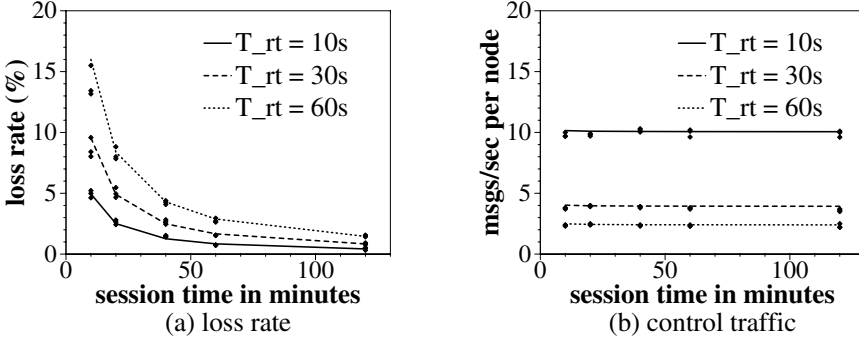 20
15
10
5
0
loss rate (%)
T_rt = 10s
T_rt = 30s
T_rt = 60s
0 50 100
session time in minutes
(a) loss rate
20
15
10
5
0
msgs/sec per node
T_rt = 10s
T_rt = 30s
T_rt = 60s
0 50 100
session time in minutes
(b) control traffic